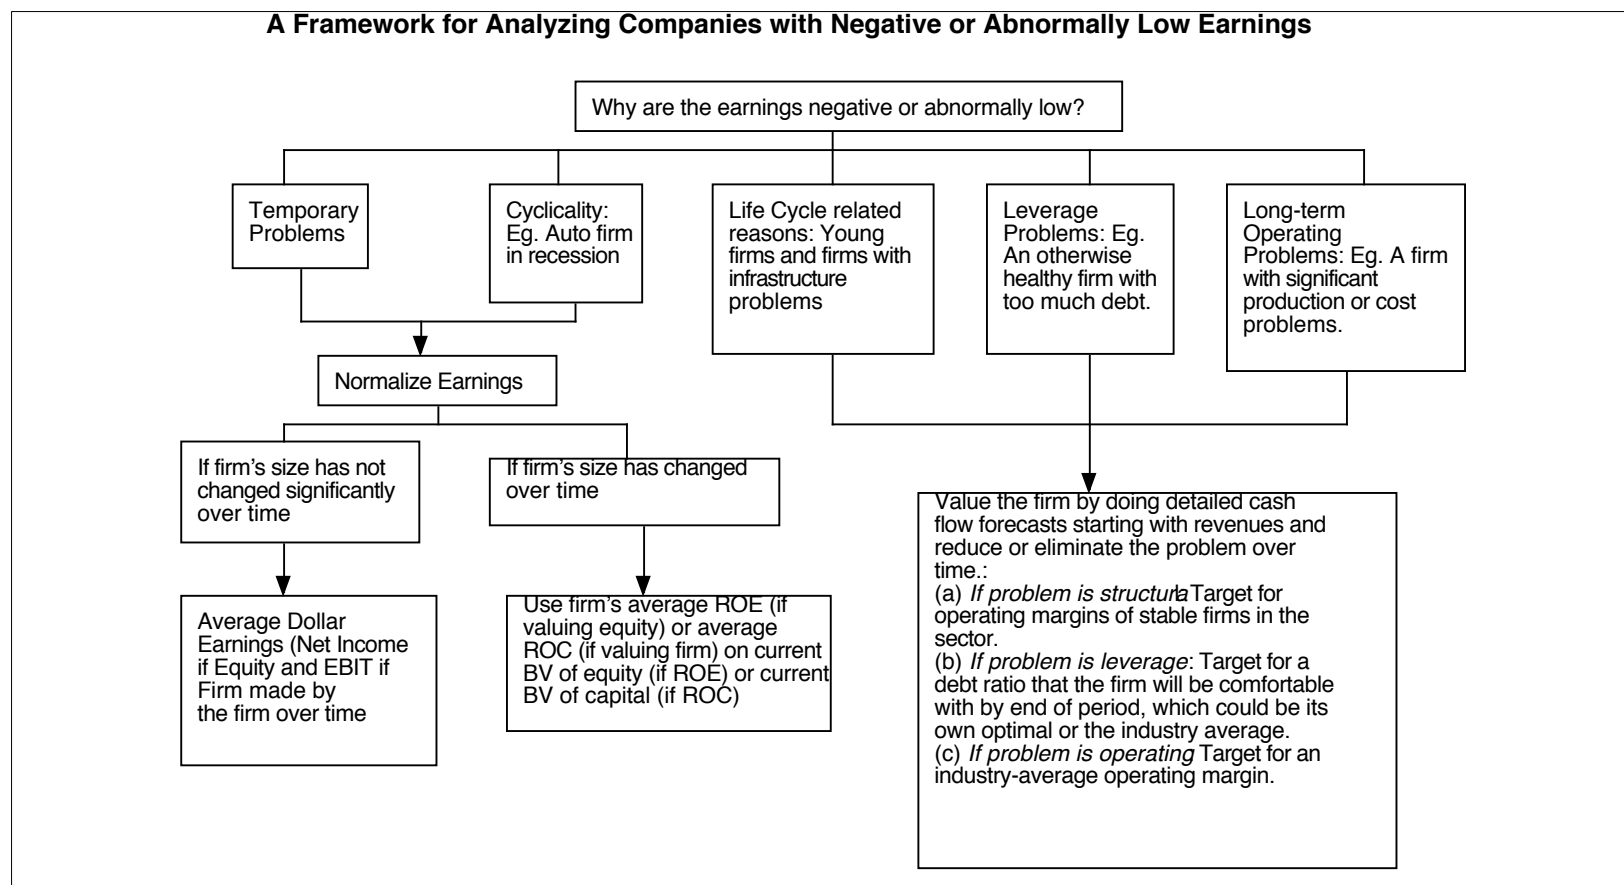 A Framework for Analyzing Companies with Negative or Abnormally Low Earnings
Why are the earnings negative or abnormally low?
Temporary
Problems
Cyclicality:
Eg. Auto firm
in recession
Life Cycle related
reasons: Young
firms and firms with
infrastructure
problems
Leverage
Problems: Eg.
An otherwise
healthy firm with
too much debt.
Long-term
Operating
Problems: Eg. A firm
with significant
production or cost
problems.
Normalize Earnings
If firm's size has not
changed significantly
over time
If firm's size has changed
over time
Average Dollar
Earnings (Net Income
if Equity and EBIT if
Firm made by
the firm over time
Use firm's average ROE (if
valuing equity) or average
ROC (if valuing firm) on current
BV of equity (if ROE) or current
BV of capital (if ROC)
Value the firm by doing detailed cash
flow forecasts starting with revenues and
reduce or eliminate the problem over
time.:
(a) If problem is structural Target for
operating margins of stable firms in the
sector.
(b) If problem is leverage: Target for a
debt ratio that the firm will be comfortable
with by end of period, which could be its
own optimal or the industry average.
(c) If problem is operating Target for an
industry-average operating margin.